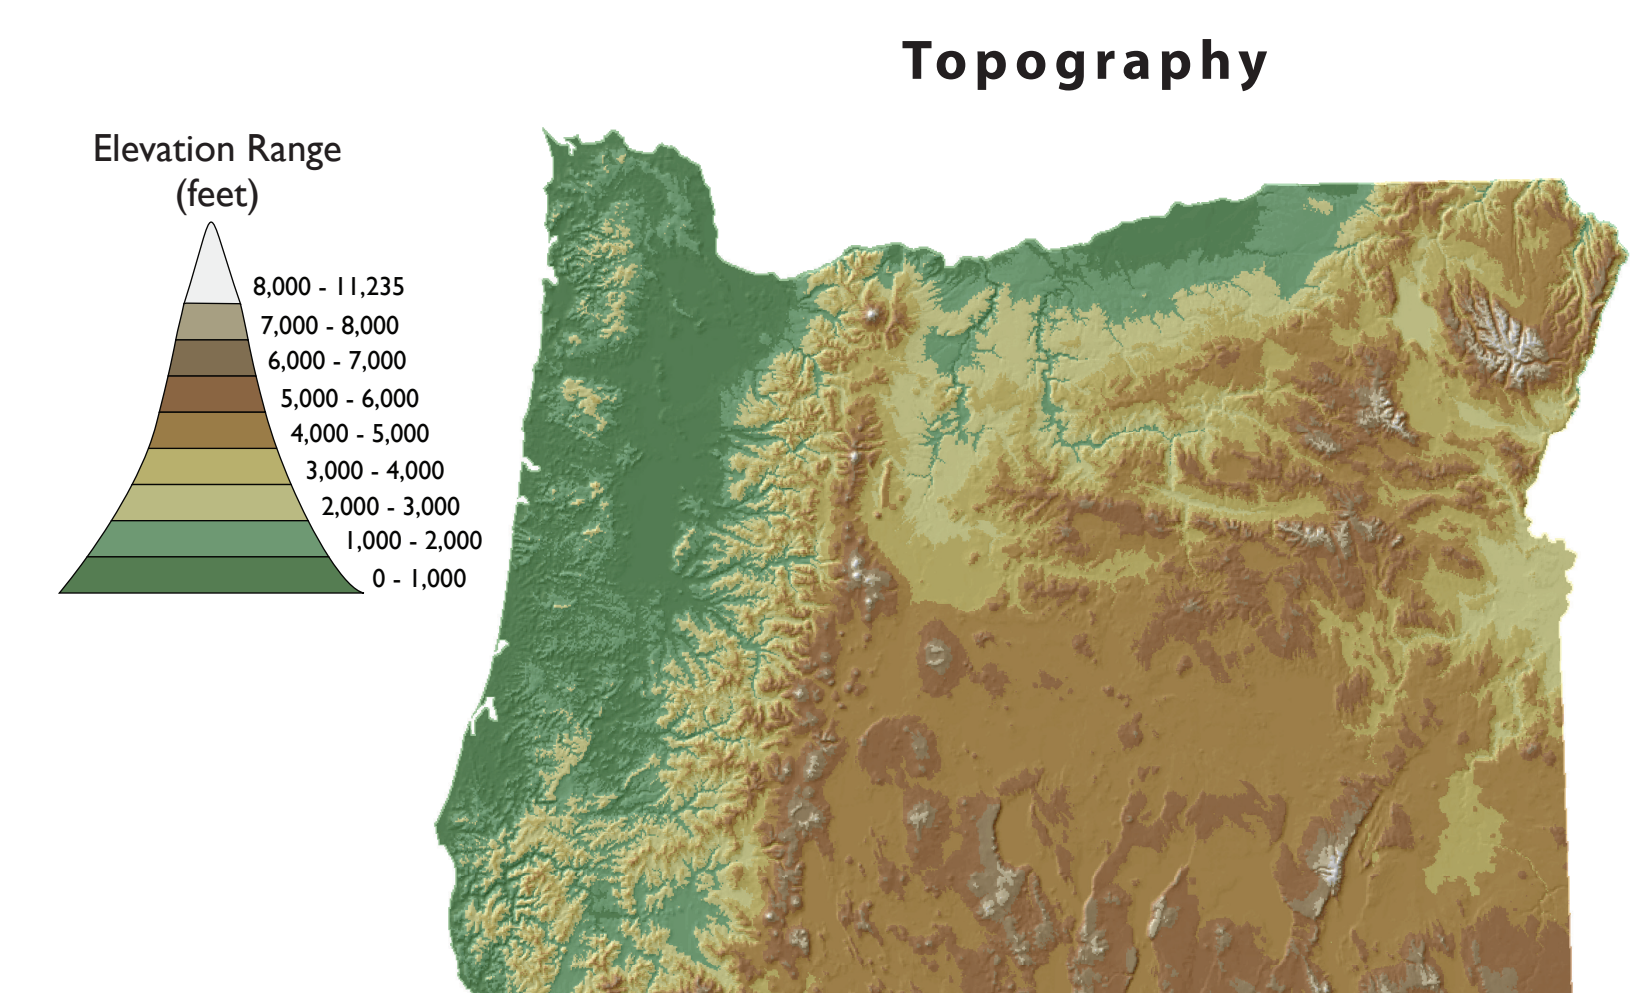 Topography
Elevation Range
(feet)
8,000 - 11,235
7,000 - 8,000
6,000 - 7,000
5,000 - 6,000
4,000 - 5,000
3,000 - 4,000
2,000 - 3,000
1,000 - 2,000
0 - 1,000